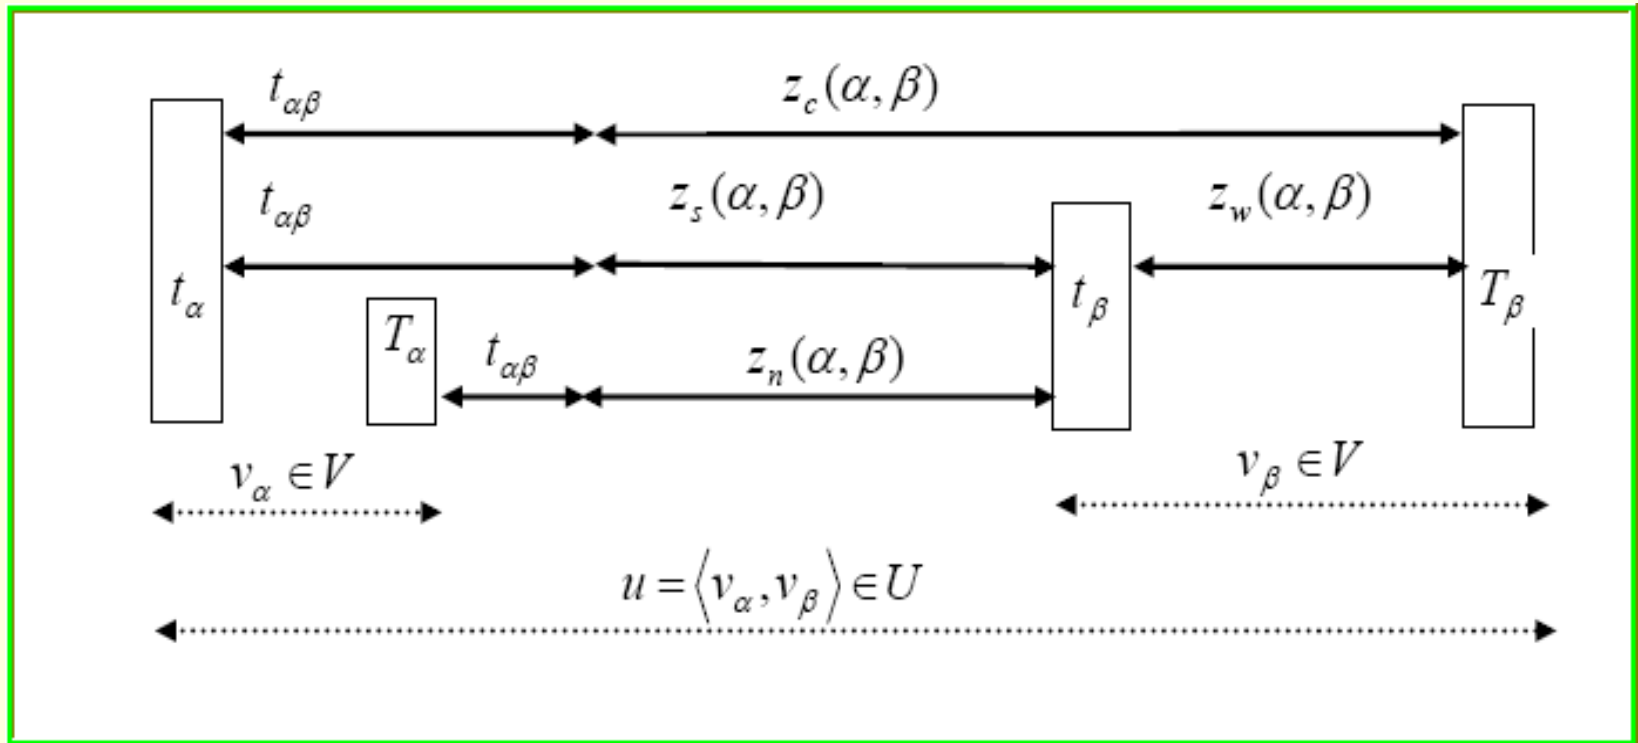 t_{αβ} z_c(α, β)
t_{αβ} z_s(α, β) z_w(α, β)
t_α t_β T_β
T_α t_{αβ} z_n(α, β)
v_α ∈ V v_β ∈ V
u = ⟨v_α, v_β⟩ ∈ U